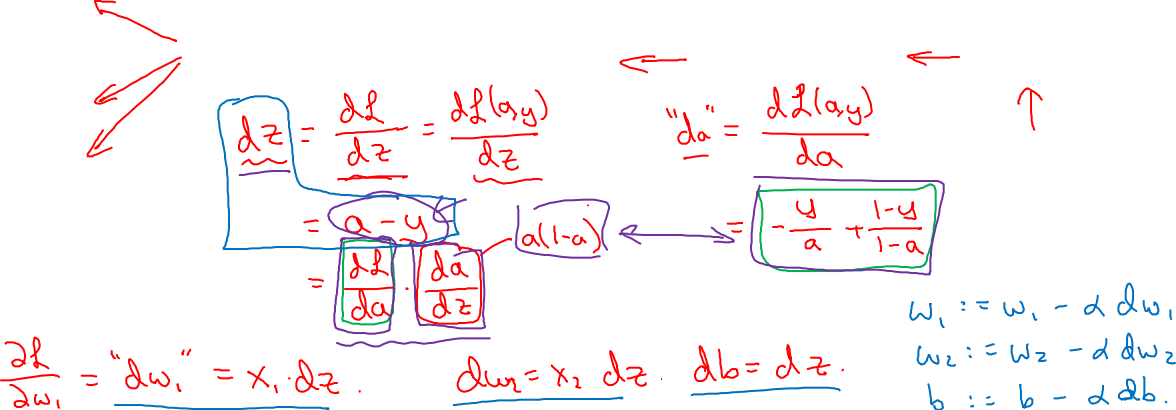 dz = dL/dz = dL(a,y)/dz
"da" = dL(a,y)/da
= a - y
a(1-a)
= -y/a + 1-y/1-a
= dL/da · da/dz
∂L/∂w₁ = "dw₁" = x₁·dz. dw₂ = x₂ dz. db = dz.
w₁ := w₁ - α dw₁
w₂ := w₂ - α dw₂
b := b - α db.